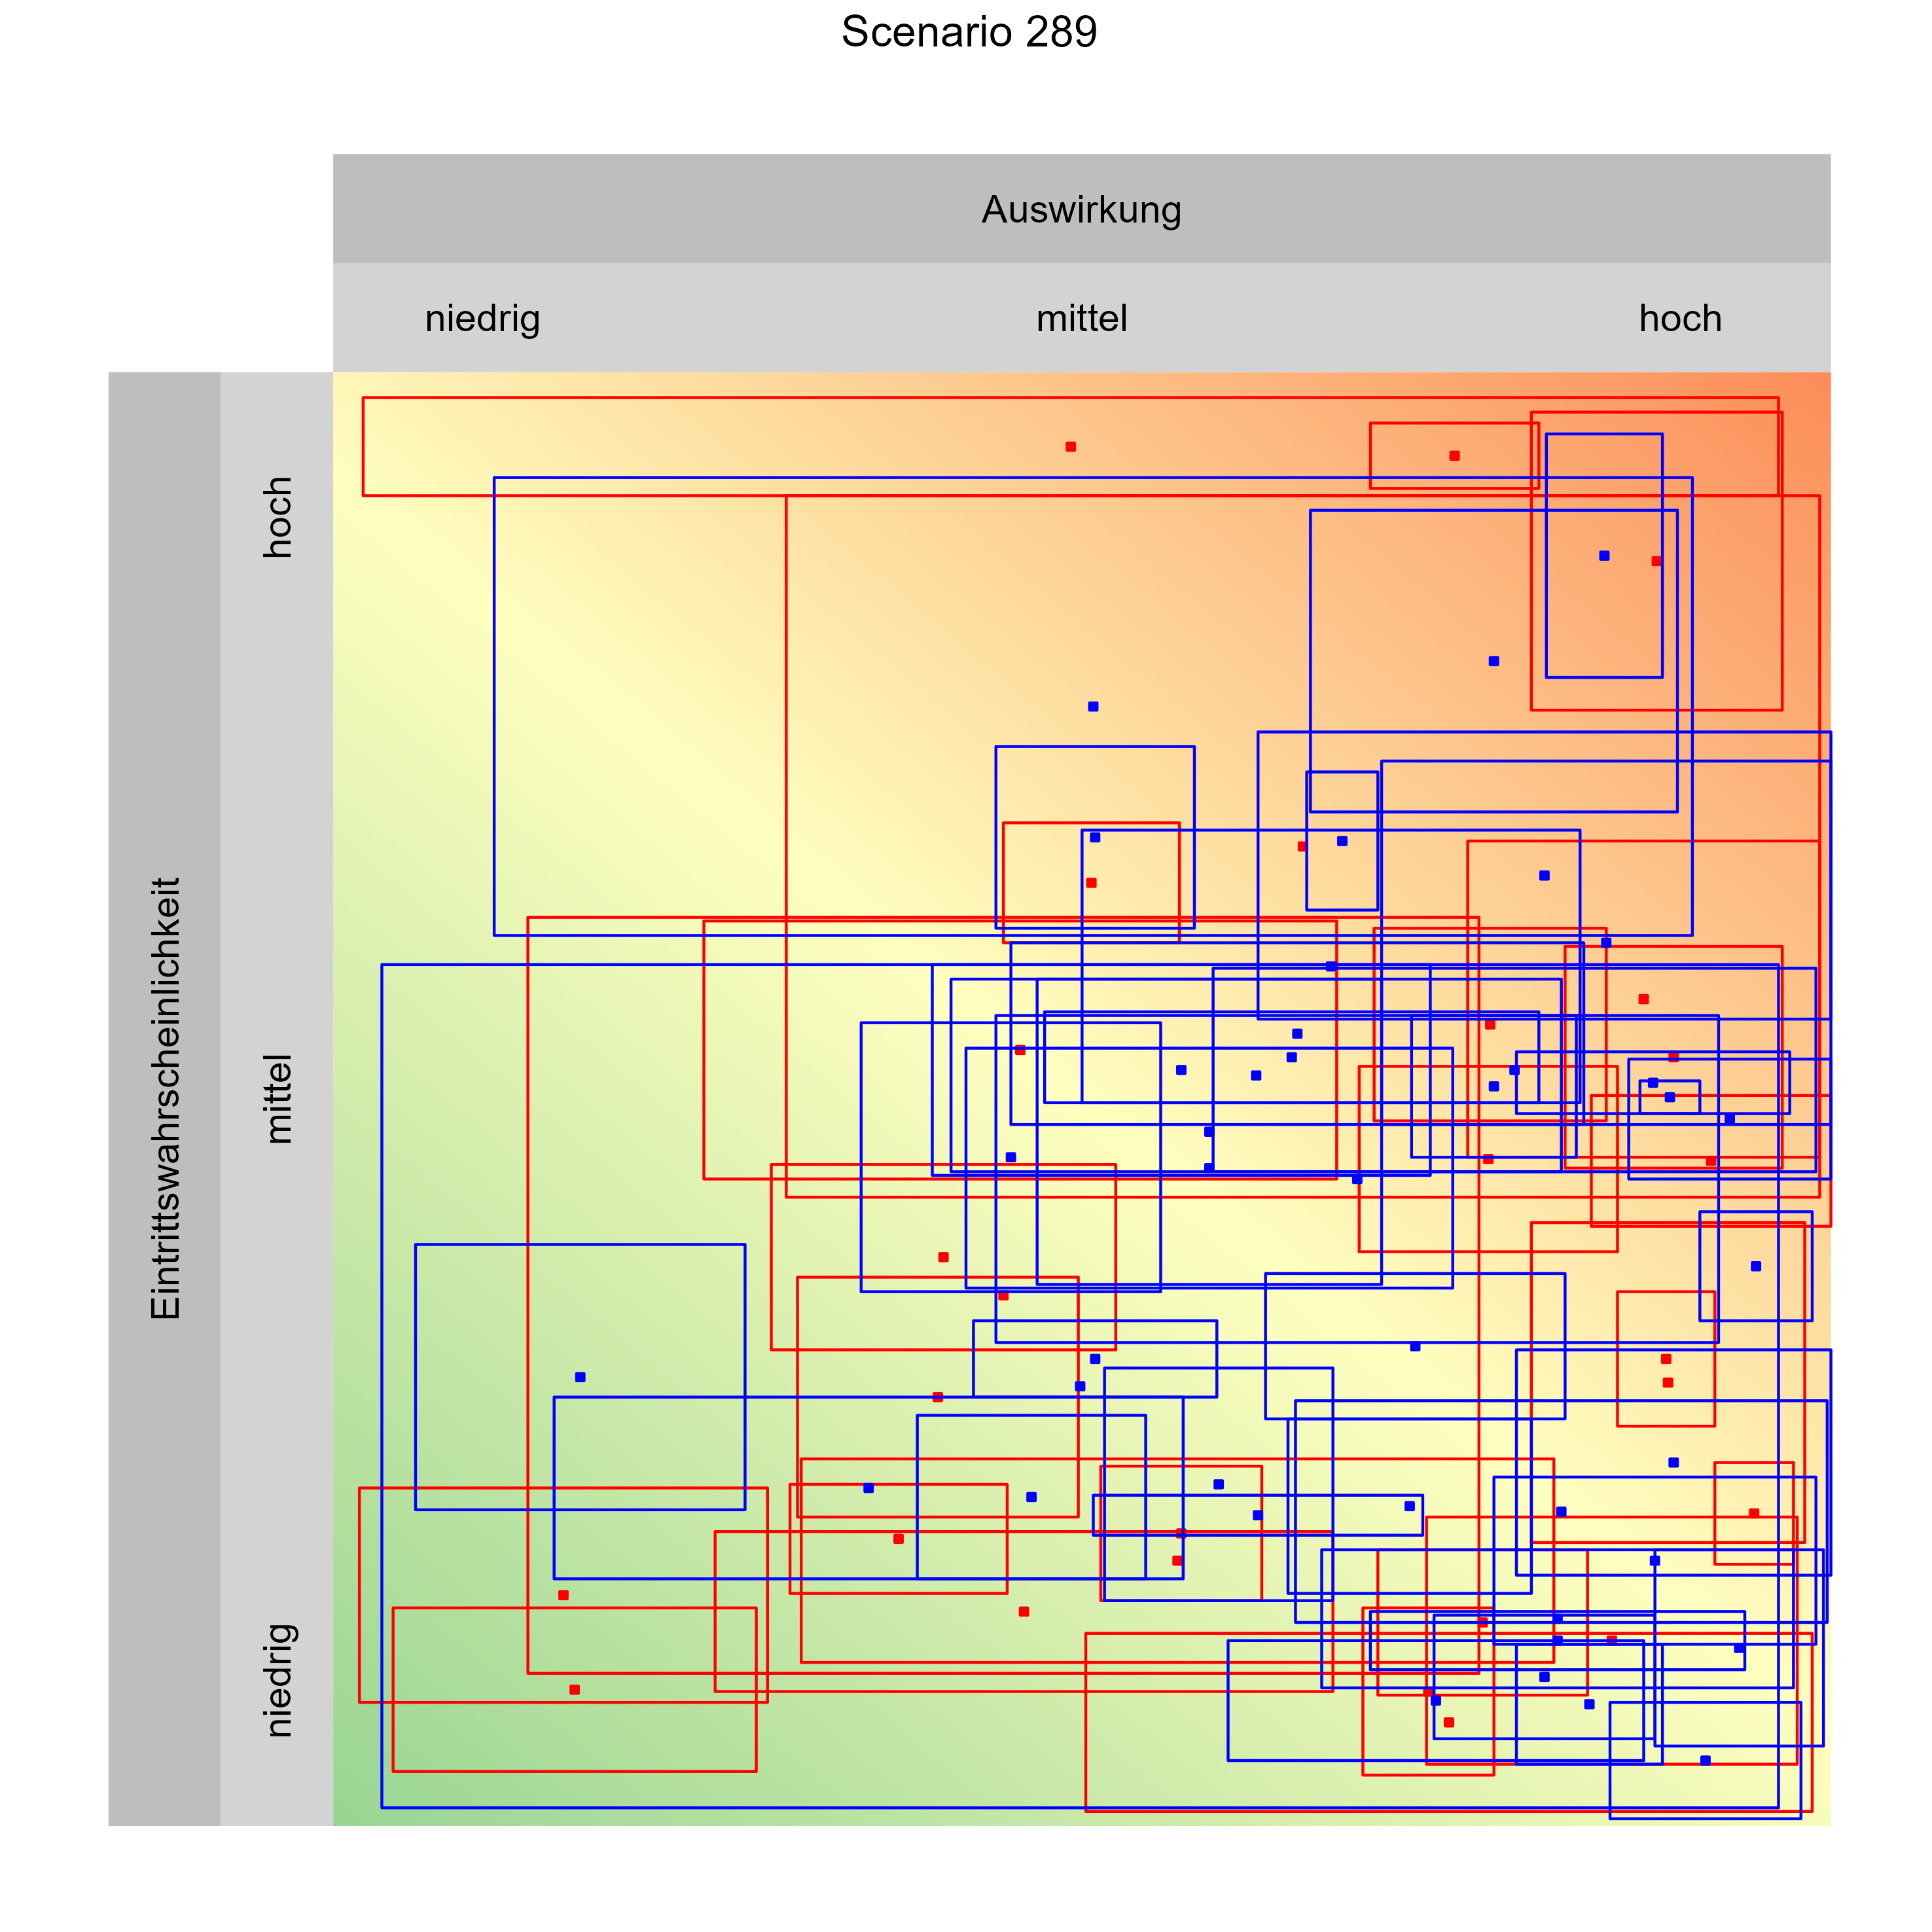 Scenario 289
Auswirkung
niedrig
mittel
hoch
Eintrittswahrscheinlichkeit
hoch
mittel
niedrig